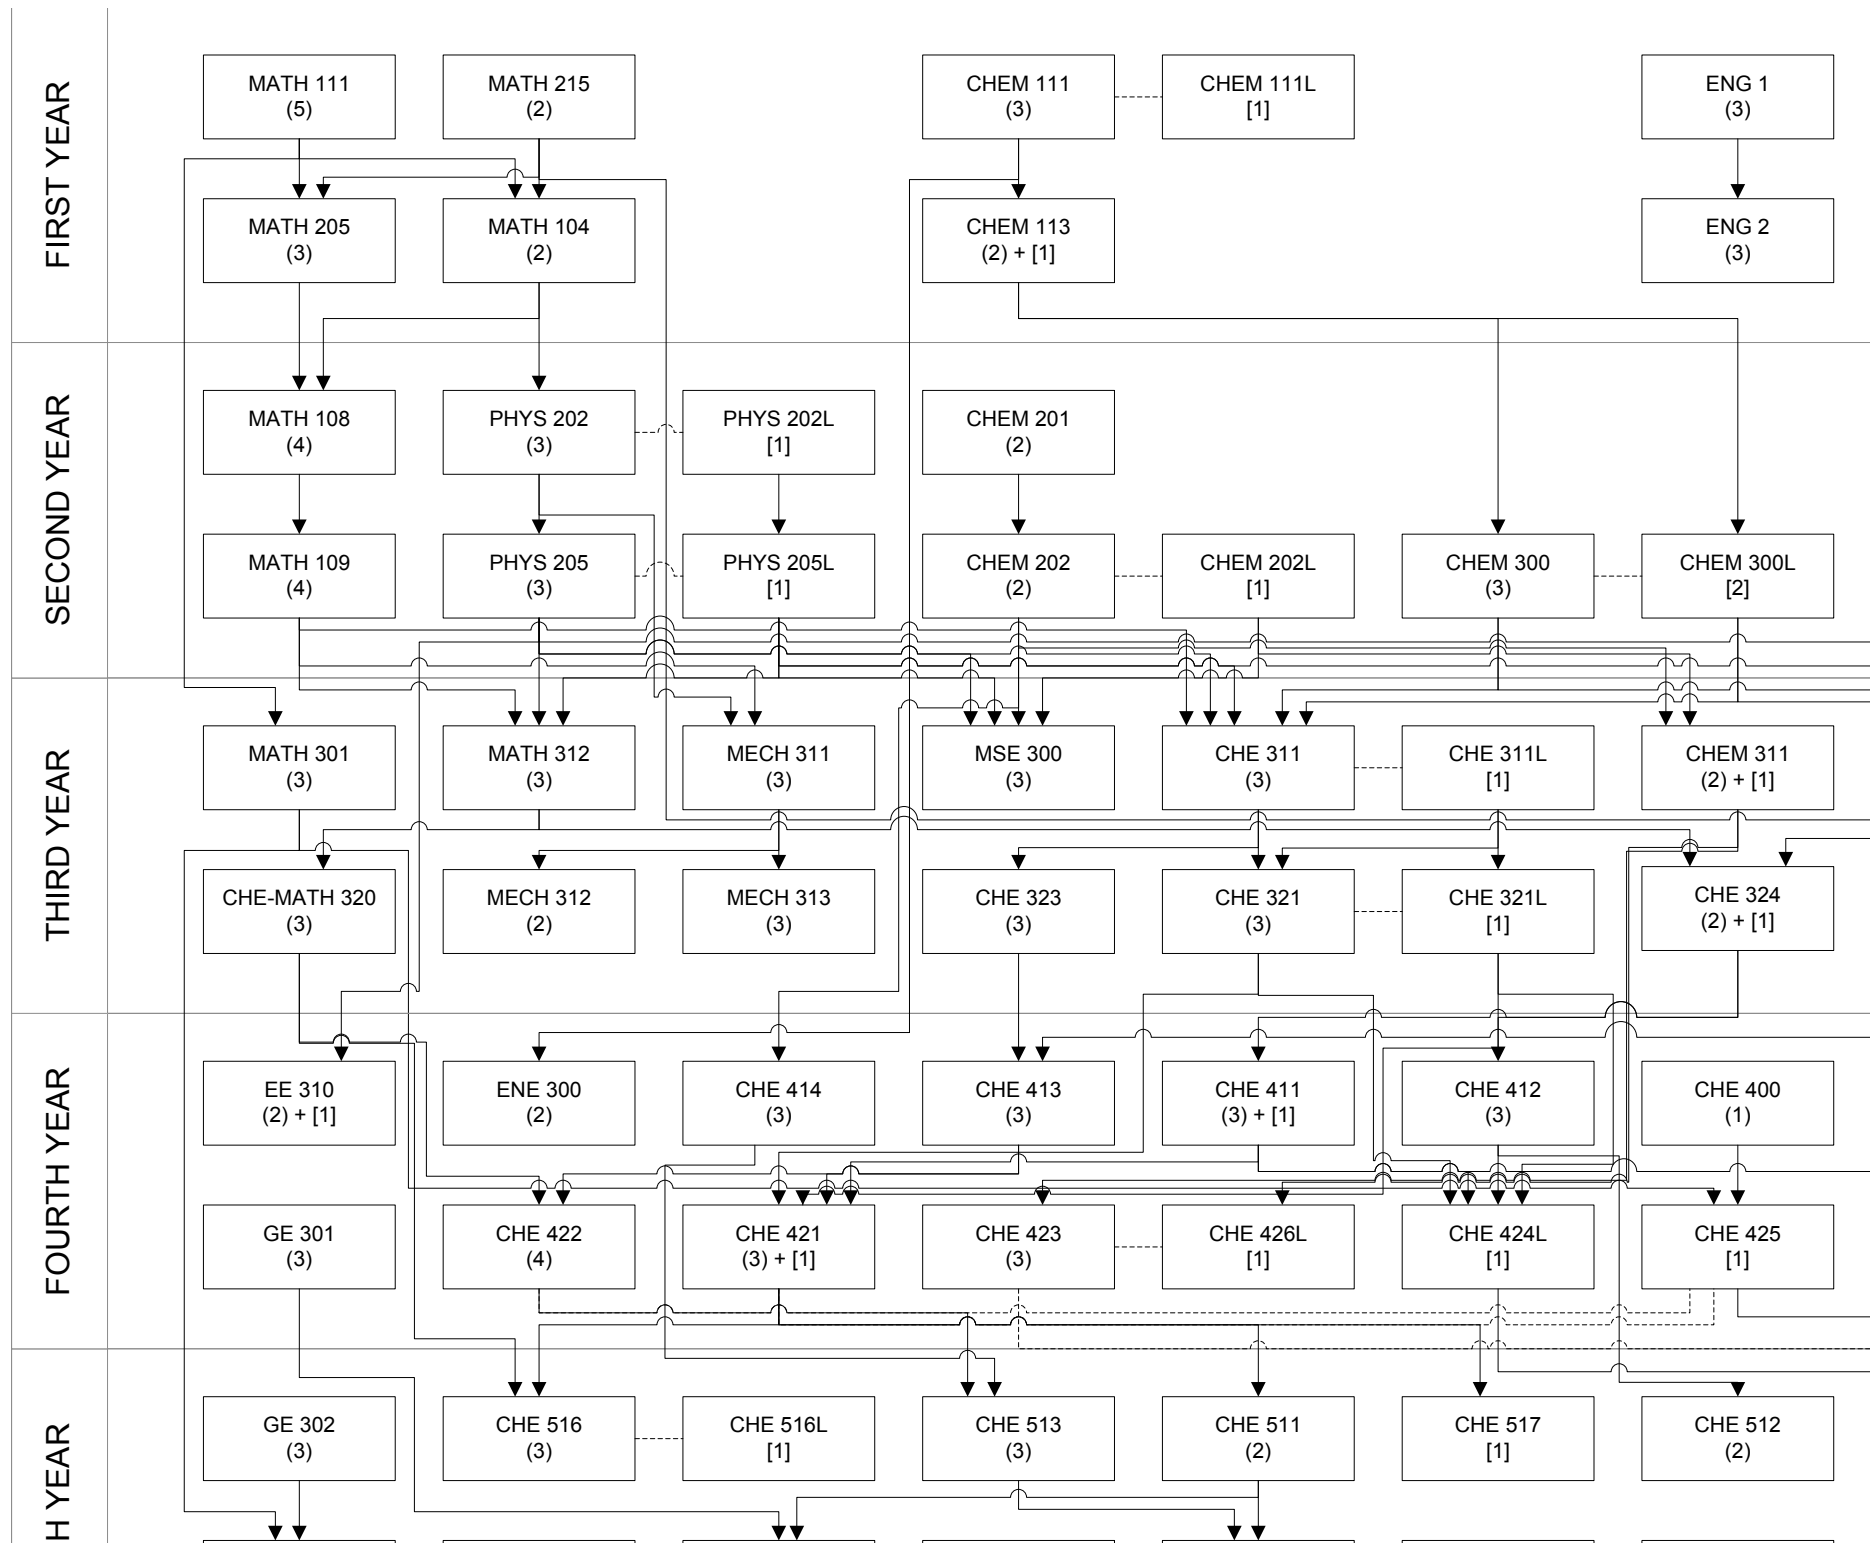 FIRST YEAR
MATH 111
(5)
MATH 215
(2)
CHEM 111
(3)
CHEM 111L
[1]
ENG 1
(3)
MATH 205
(3)
MATH 104
(2)
CHEM 113
(2) + [1]
ENG 2
(3)
SECOND YEAR
MATH 108
(4)
PHYS 202
(3)
PHYS 202L
[1]
CHEM 201
(2)
MATH 109
(4)
PHYS 205
(3)
PHYS 205L
[1]
CHEM 202
(2)
CHEM 202L
[1]
CHEM 300
(3)
CHEM 300L
[2]
THIRD YEAR
MATH 301
(3)
MATH 312
(3)
MECH 311
(3)
MSE 300
(3)
CHE 311
(3)
CHE 311L
[1]
CHEM 311
(2) + [1]
CHE-MATH 320
(3)
MECH 312
(2)
MECH 313
(3)
CHE 323
(3)
CHE 321
(3)
CHE 321L
[1]
CHE 324
(2) + [1]
FOURTH YEAR
EE 310
(2) + [1]
ENE 300
(2)
CHE 414
(3)
CHE 413
(3)
CHE 411
(3) + [1]
CHE 412
(3)
CHE 400
(1)
GE 301
(3)
CHE 422
(4)
CHE 421
(3) + [1]
CHE 423
(3)
CHE 426L
[1]
CHE 424L
[1]
CHE 425
[1]
H YEAR
GE 302
(3)
CHE 516
(3)
CHE 516L
[1]
CHE 513
(3)
CHE 511
(2)
CHE 517
[1]
CHE 512
(2)